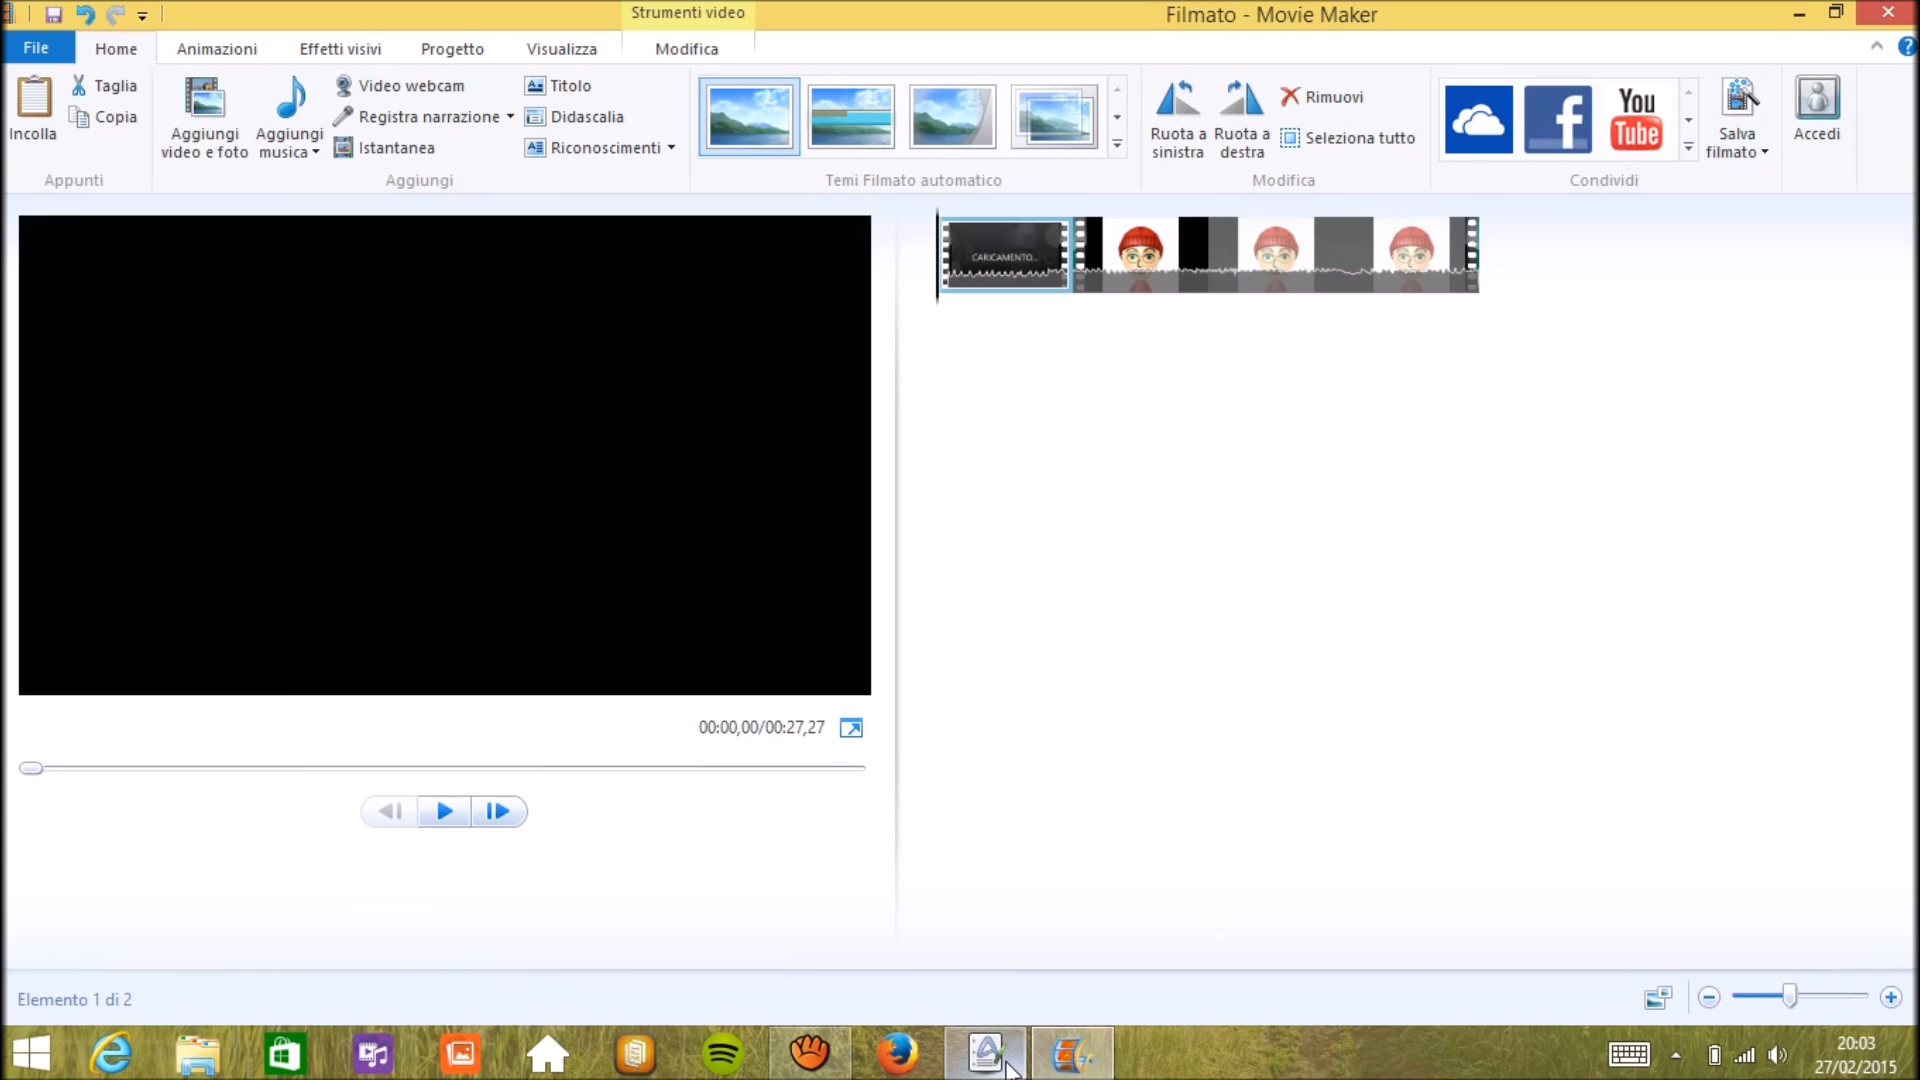 Strumenti video
Filmato - Movie Maker
File
Home
Animazioni
Effetti visivi
Progetto
Visualizza
Modifica
Incolla
Taglia
Copia
Appunti
Aggiungi
video e foto
Aggiungi
musica
Video webcam
Registra narrazione
Istantanea
Titolo
Didascalia
Riconoscimenti
Aggiungi
Temi Filmato automatico
Ruota a
sinistra
Ruota a
destra
Rimuovi
Seleziona tutto
Modifica
You
Tube
Condividi
Salva
filmato
Accedi
CARICAMENTO...
00:00,00/00:27,27
Elemento 1 di 2
20:03
27/02/2015